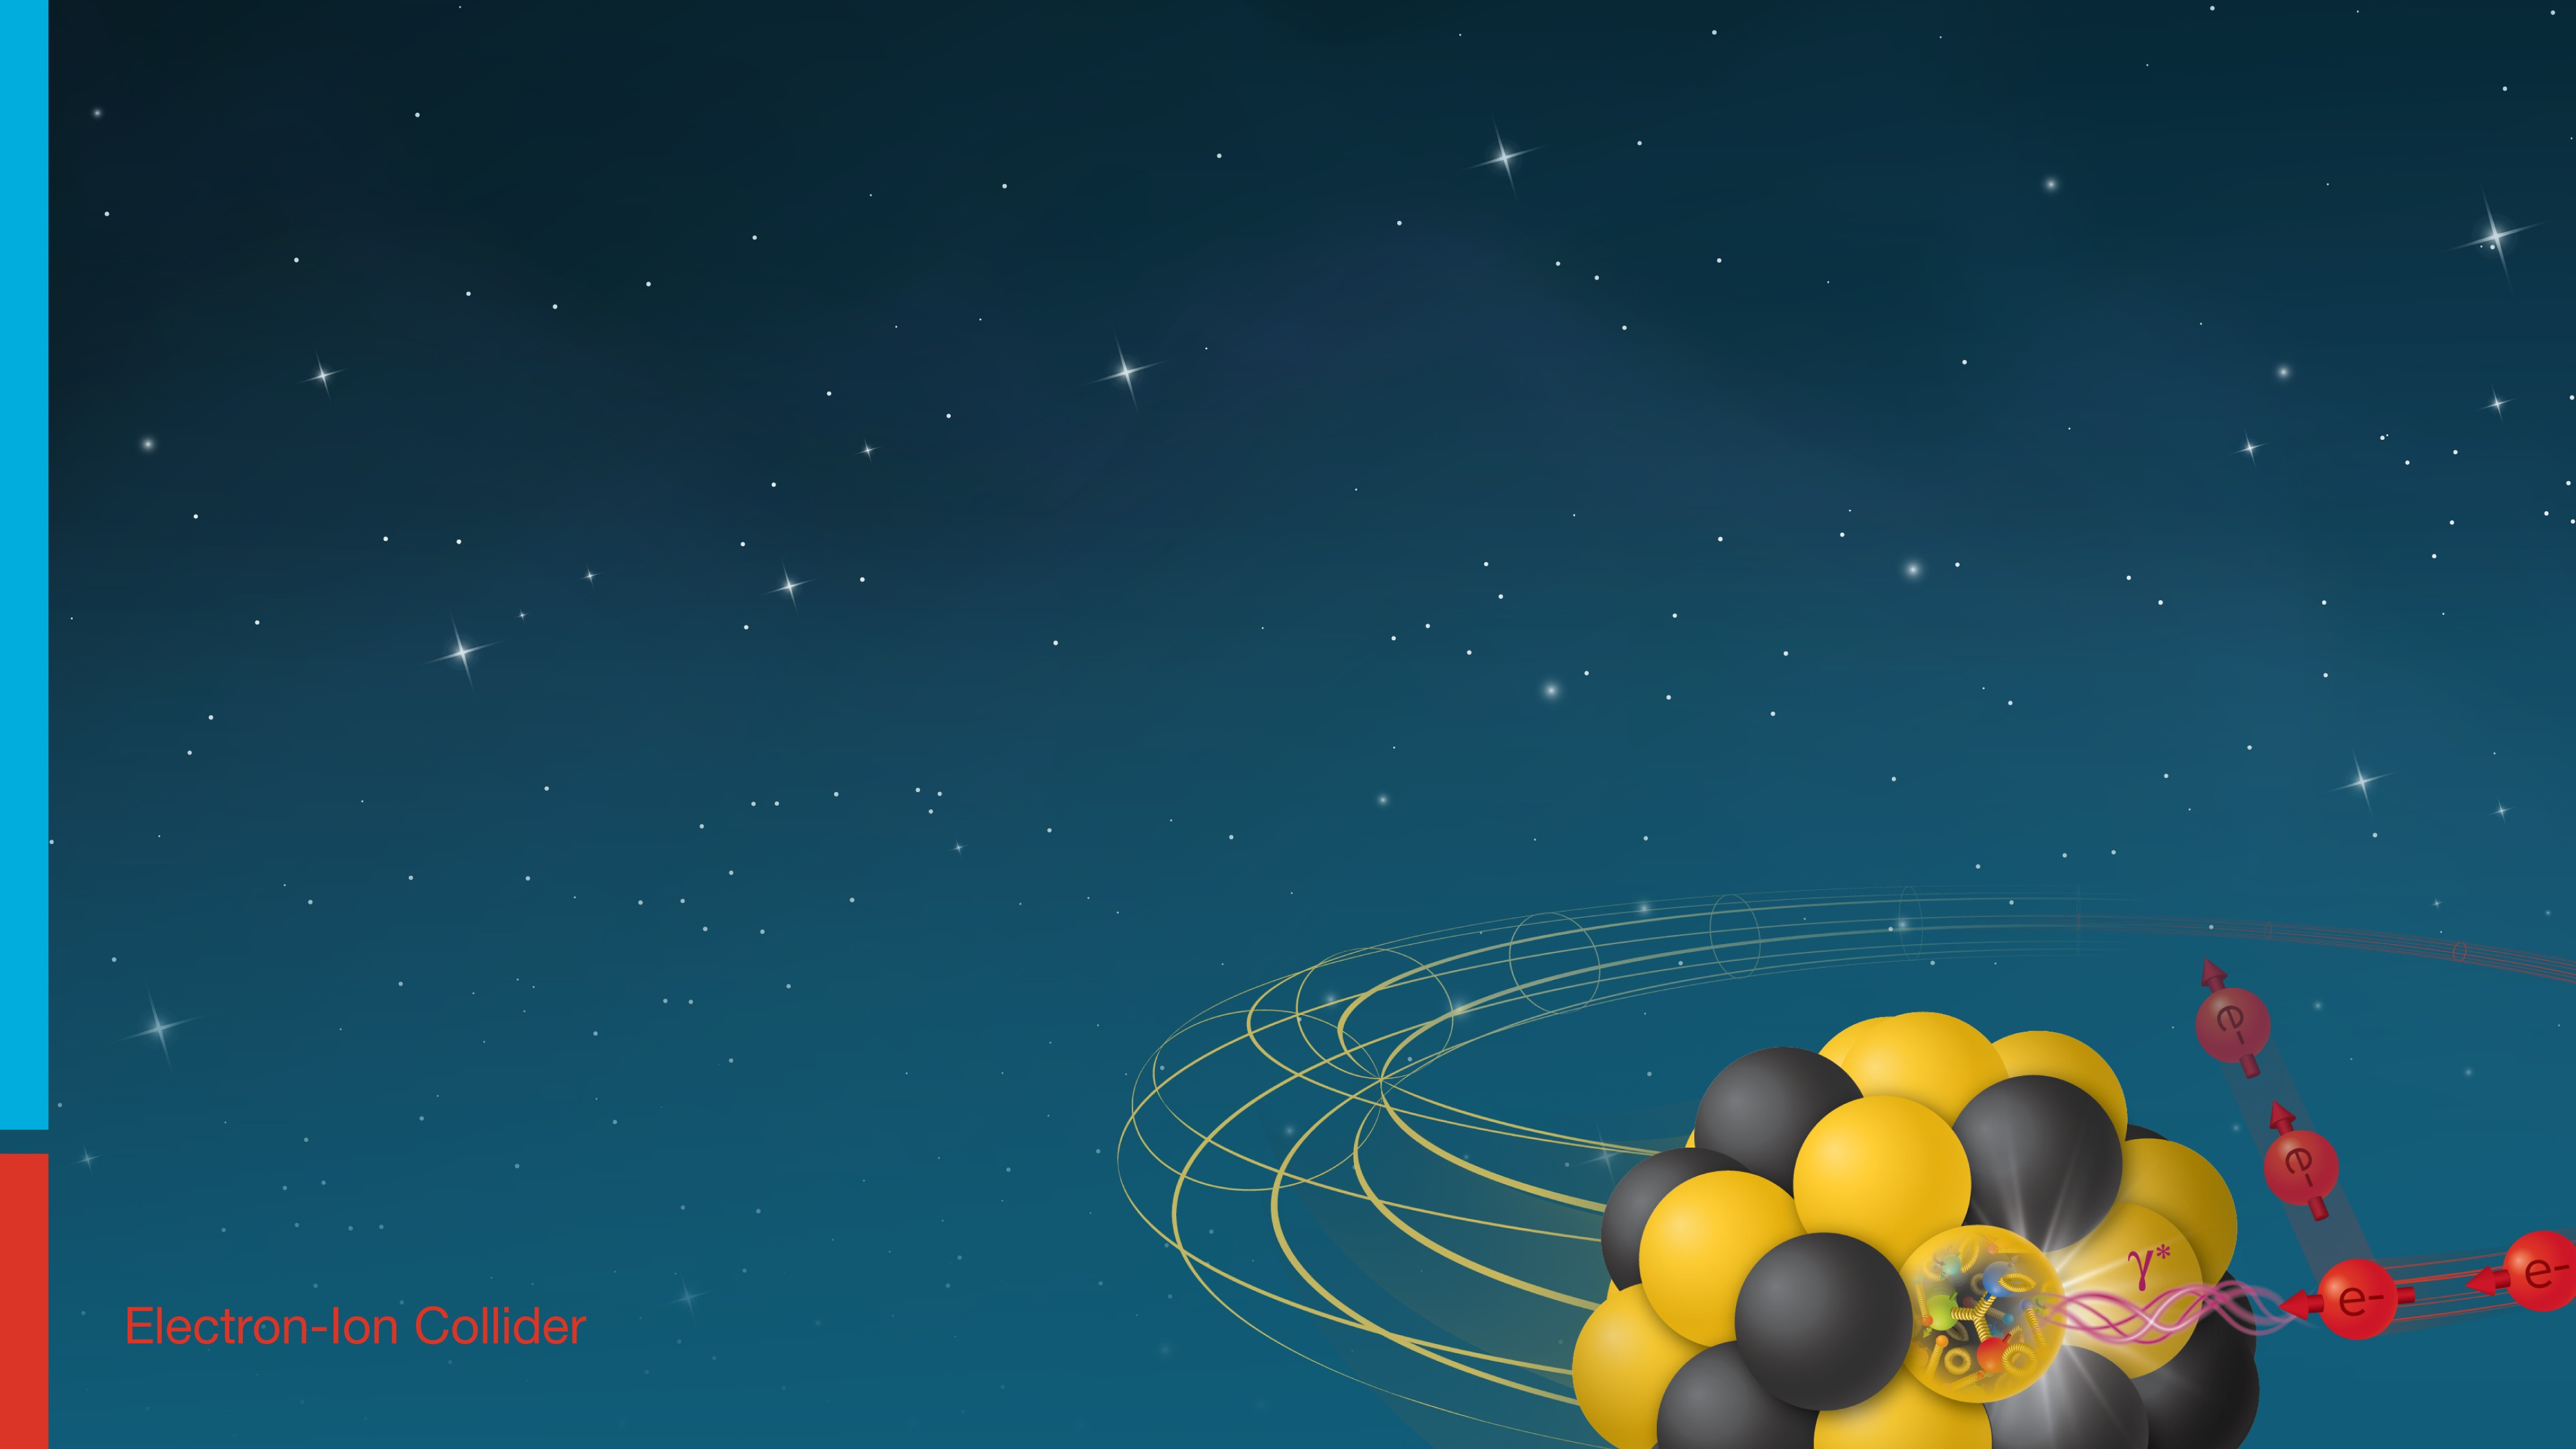 e-
e-
γ*
e-
e-
Electron-Ion Collider